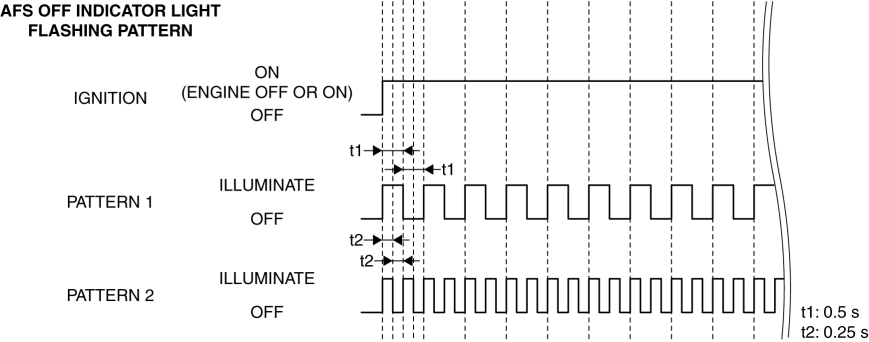 AFS OFF INDICATOR LIGHT
FLASHING PATTERN
ON
IGNITION
(ENGINE OFF OR ON)
OFF
t1
t1
ILLUMINATE
PATTERN 1
OFF
t2
t2
ILLUMINATE
PATTERN 2
OFF
t1: 0.5 s
t2: 0.25 s